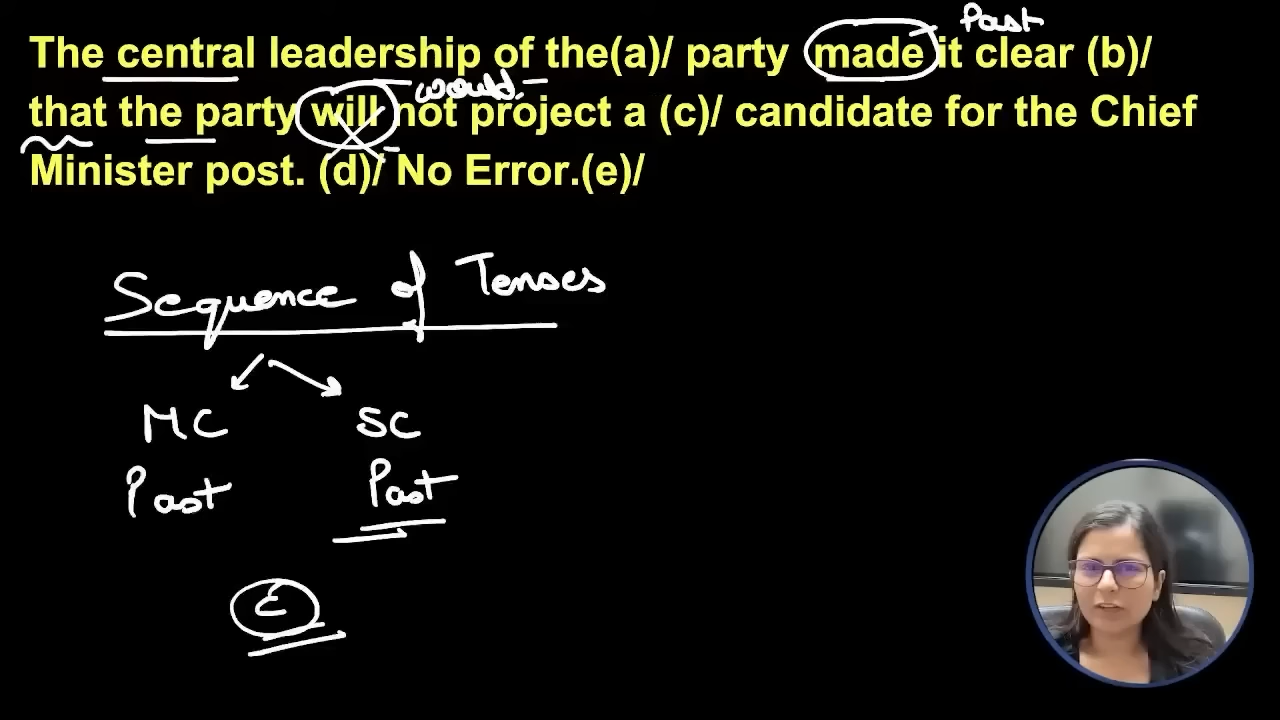 Past
The central leadership of the(a)/ party made it clear (b)/
would.
that the party will not project a (c)/ candidate for the Chief
Minister post. (d)/ No Error.(e)/
Sequence of Tenses
MC SC
Past Past
c